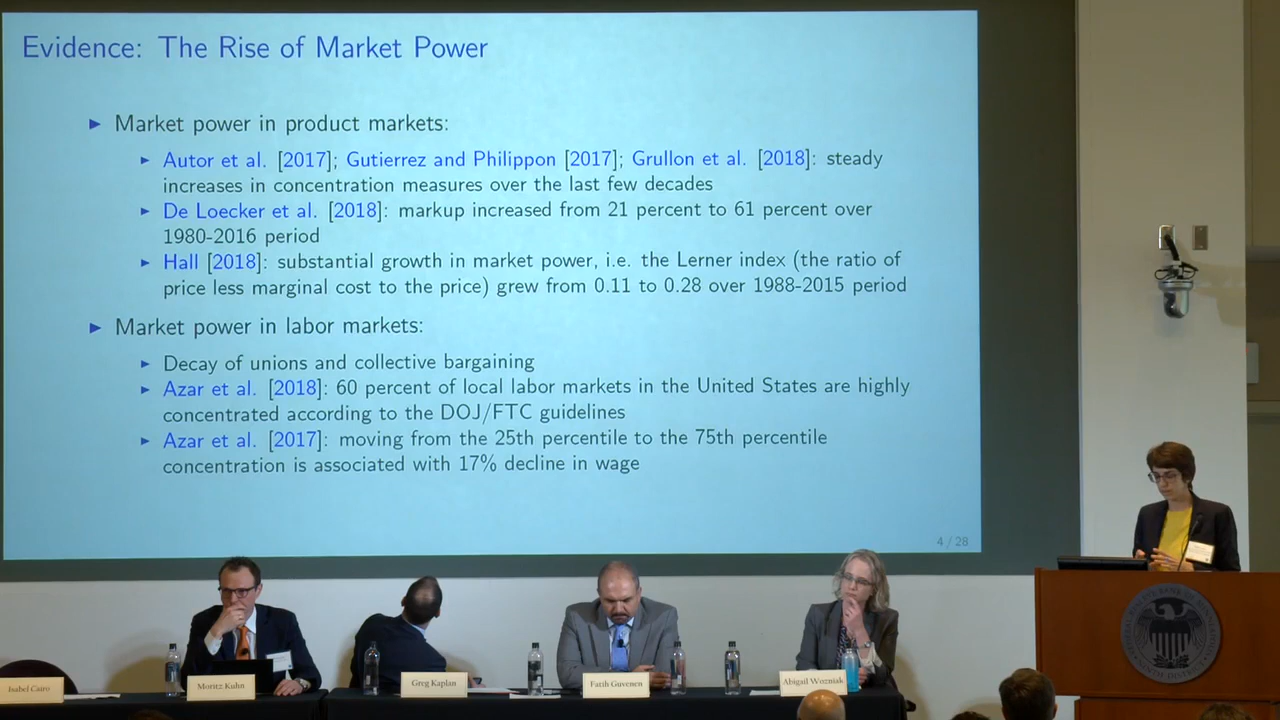 Evidence: The Rise of Market Power
▶ Market power in product markets:
▶ Autor et al. [2017]; Gutierrez and Philippon [2017]; Grullon et al. [2018]: steady
increases in concentration measures over the last few decades
▶ De Loecker et al. [2018]: markup increased from 21 percent to 61 percent over
1980-2016 period
▶ Hall [2018]: substantial growth in market power, i.e. the Lerner index (the ratio of
price less marginal cost to the price) grew from 0.11 to 0.28 over 1988-2015 period
▶ Market power in labor markets:
▶ Decay of unions and collective bargaining
▶ Azar et al. [2018]: 60 percent of local labor markets in the United States are highly
concentrated according to the DOJ/FTC guidelines
▶ Azar et al. [2017]: moving from the 25th percentile to the 75th percentile
concentration is associated with 17% decline in wage
4 / 28
Isabel Cairo
Moritz Kuhn
Greg Kaplan
Fatih Guvenen
Abigail Wozniak